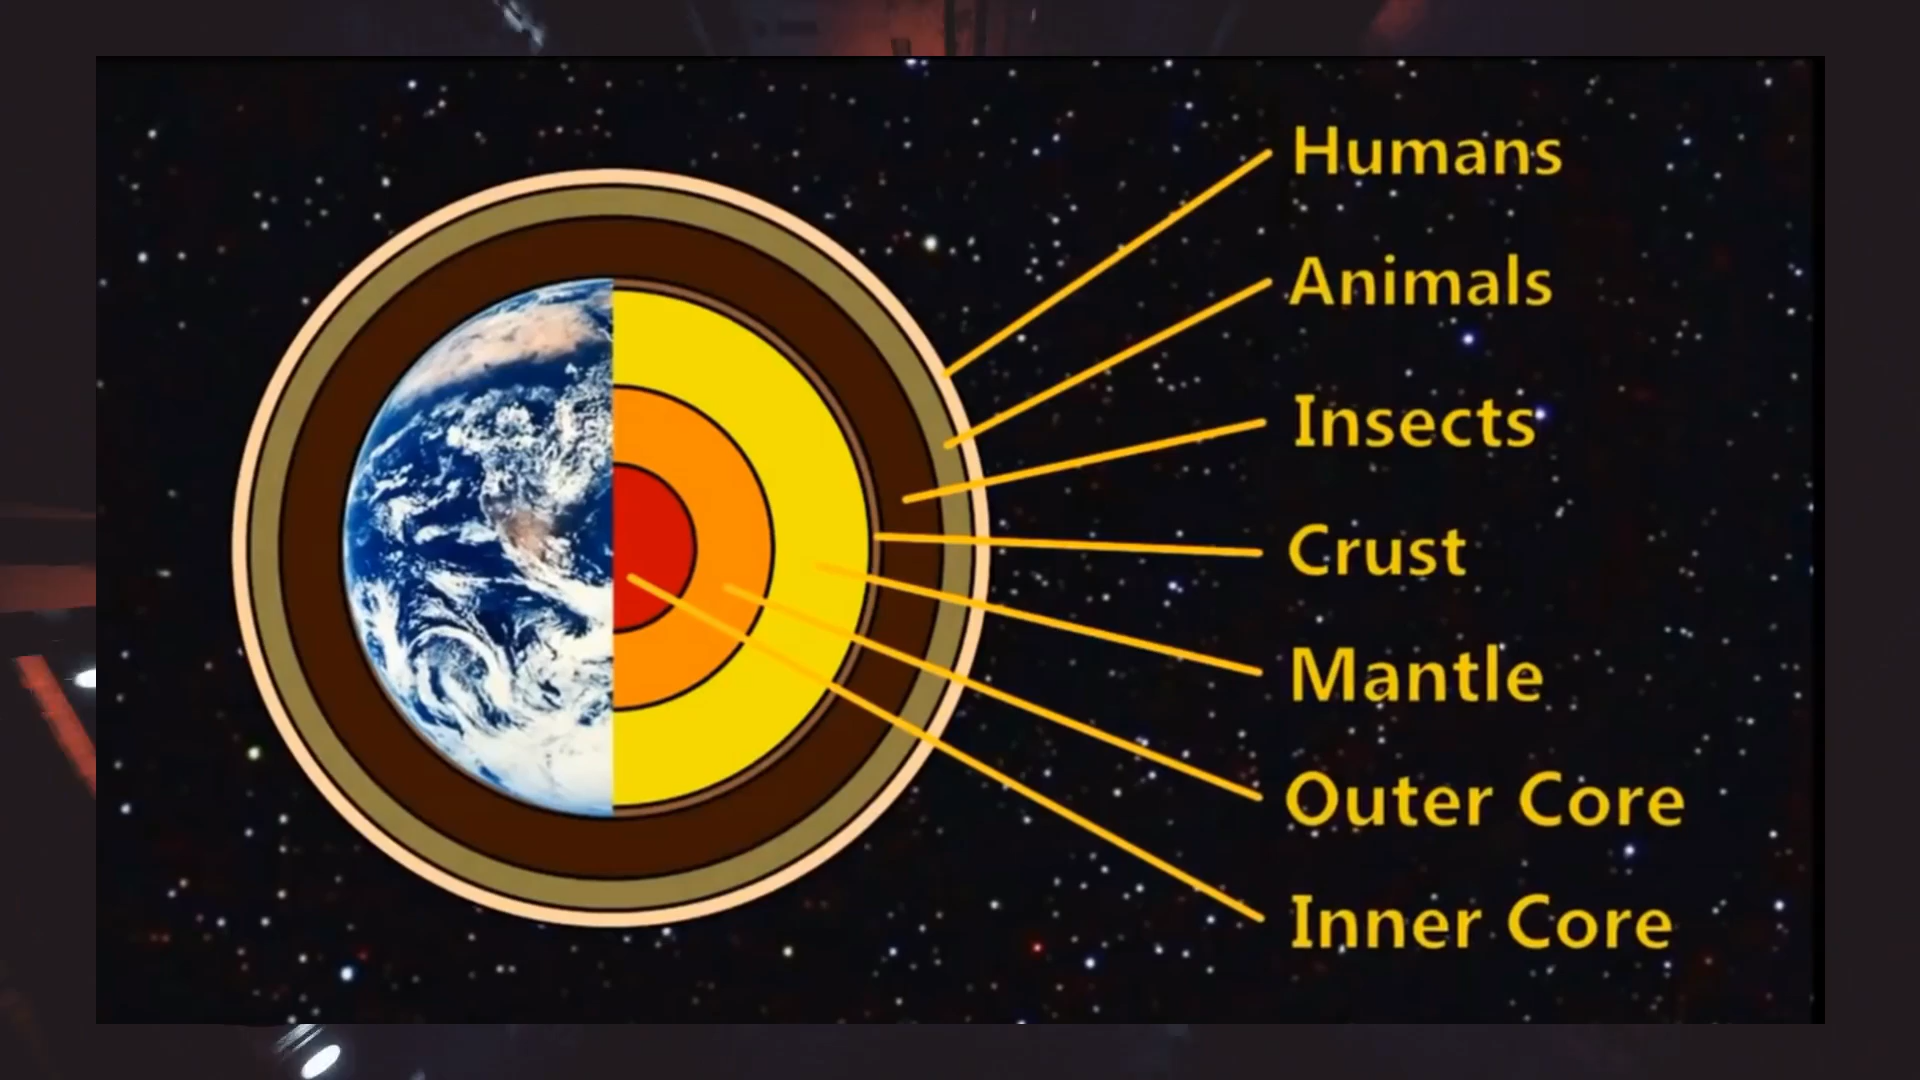 Humans
Animals
Insects
Crust
Mantle
Outer Core
Inner Core